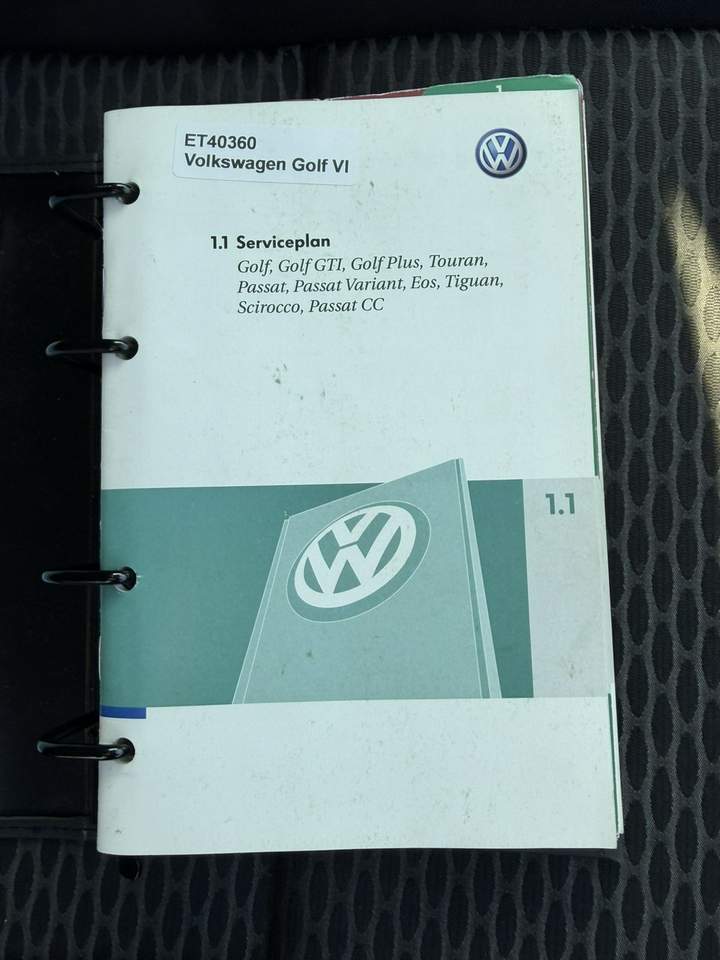 1
ET40360
Volkswagen Golf VI
1.1 Serviceplan
Golf, Golf GTI, Golf Plus, Touran,
Passat, Passat Variant, Eos, Tiguan,
Scirocco, Passat CC
1.1